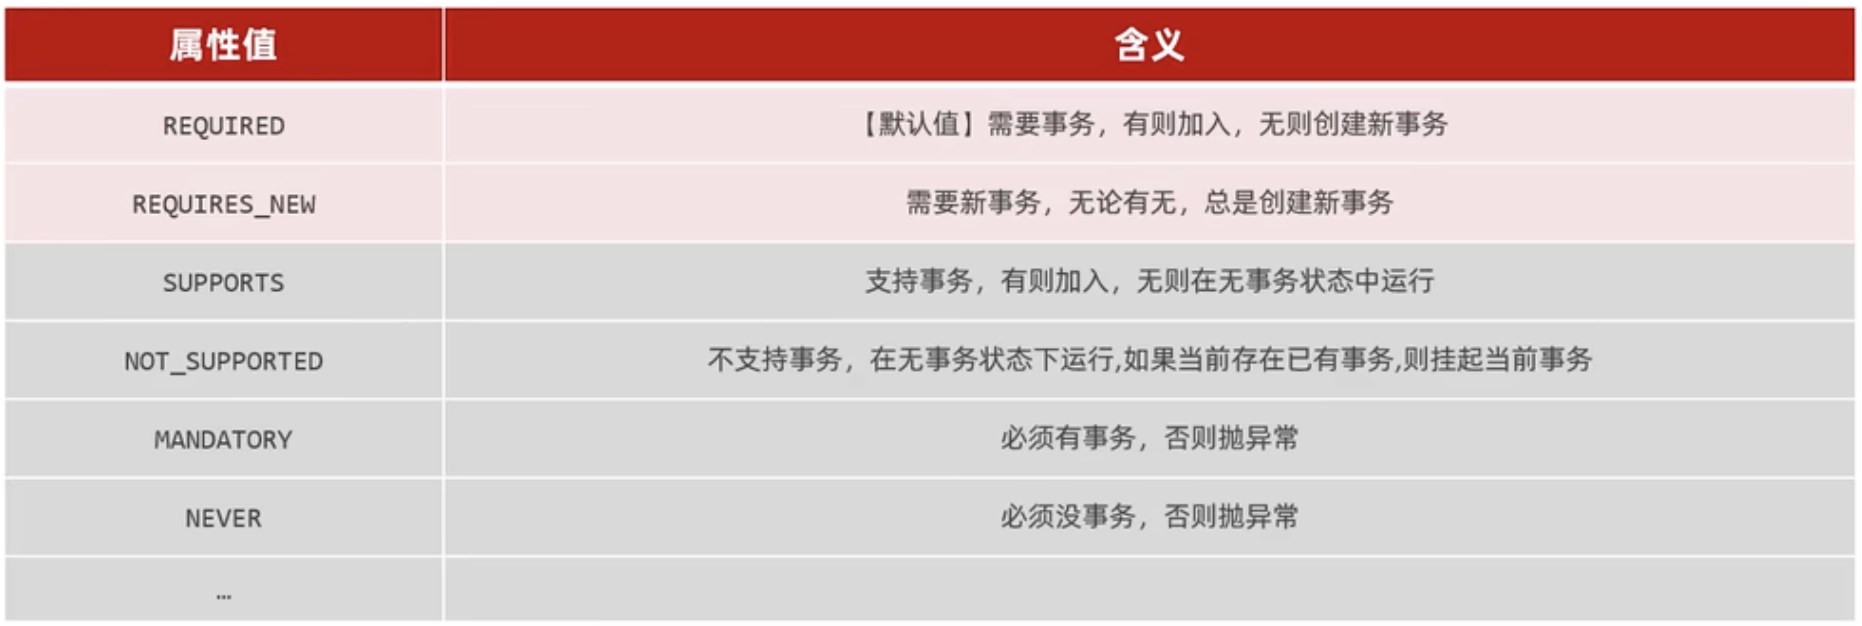 属性值 含义
REQUIRED 【默认值】需要事务，有则加入，无则创建新事务
REQUIRES_NEW 需要新事务，无论有无，总是创建新事务
SUPPORTS 支持事务，有则加入，无则在无事务状态中运行
NOT_SUPPORTED 不支持事务，在无事务状态下运行,如果当前存在已有事务,则挂起当前事务
MANDATORY 必须有事务，否则抛异常
NEVER 必须没事务，否则抛异常
…